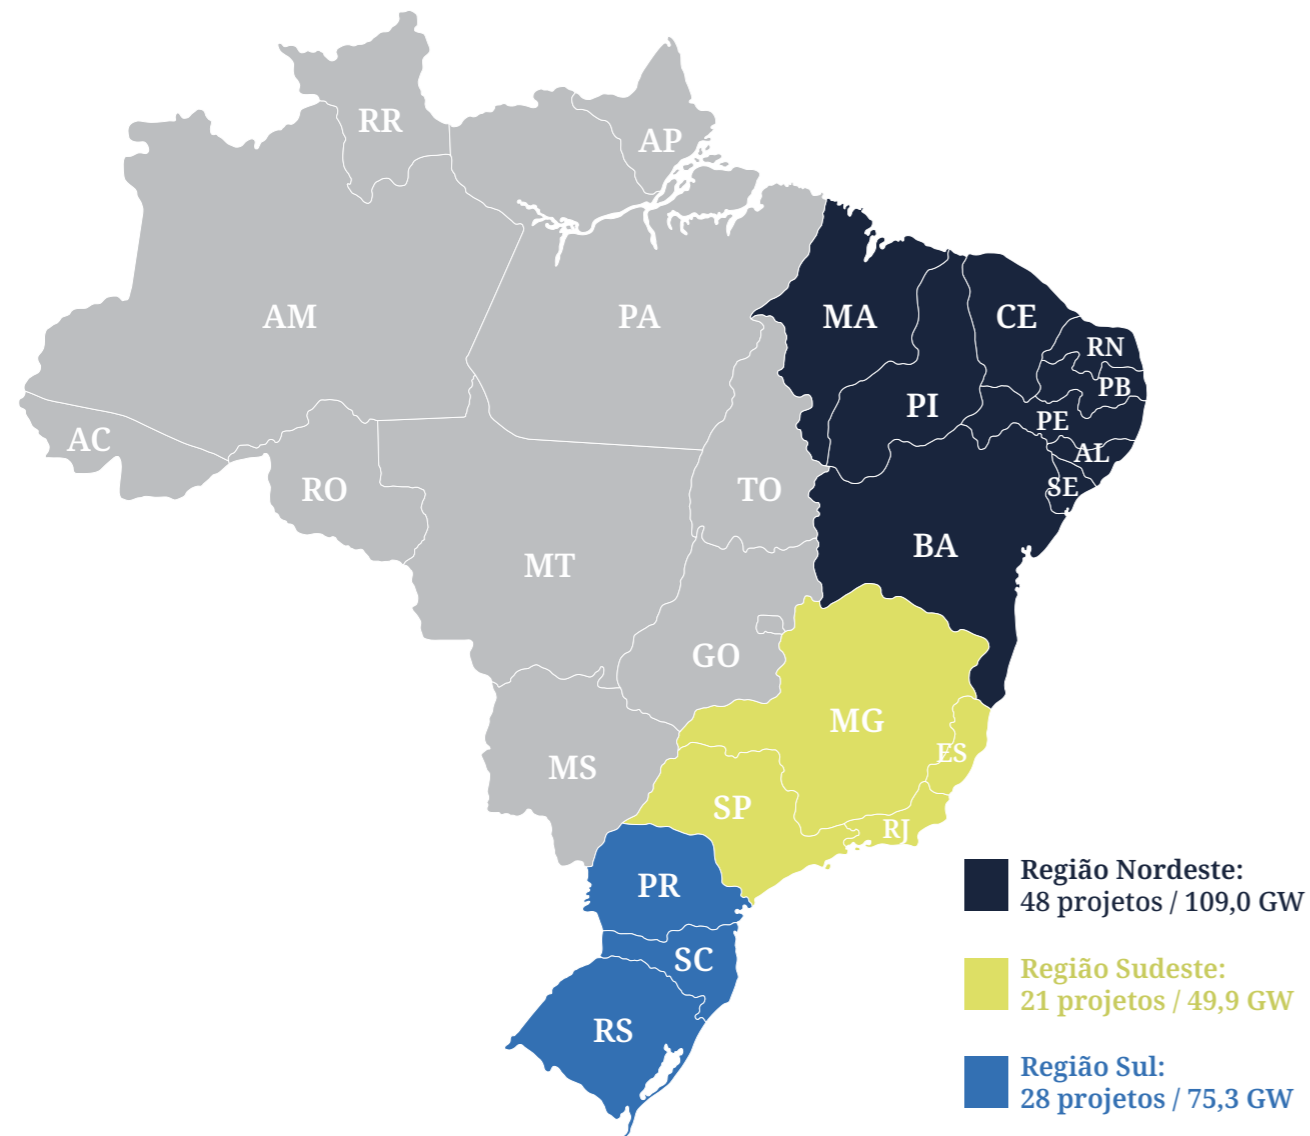 RR
AP
AM
PA
MA
CE
RN
PB
PI
PE
AL
SE
AC
RO
TO
BA
MT
GO
MG
ES
MS
SP
RJ
PR
SC
RS
Região Nordeste:
48 projetos / 109,0 GW
Região Sudeste:
21 projetos / 49,9 GW
Região Sul:
28 projetos / 75,3 GW